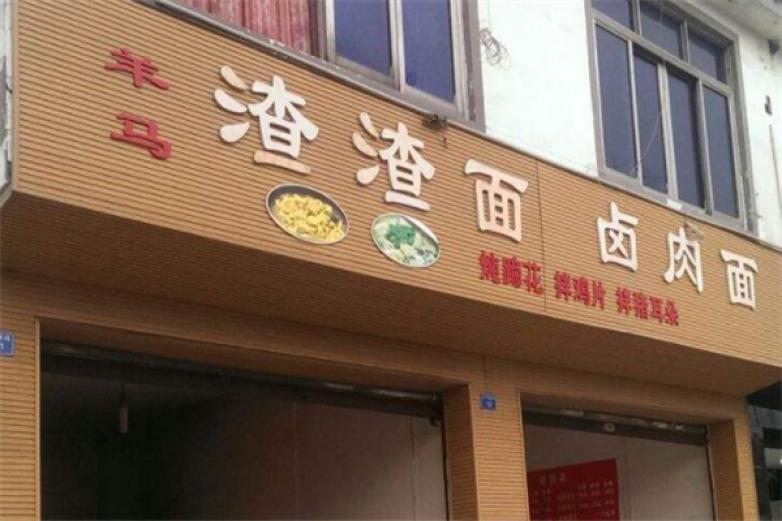 羊马
渣渣面 卤肉面
炖蹄花 拌鸡片 拌猪耳朵